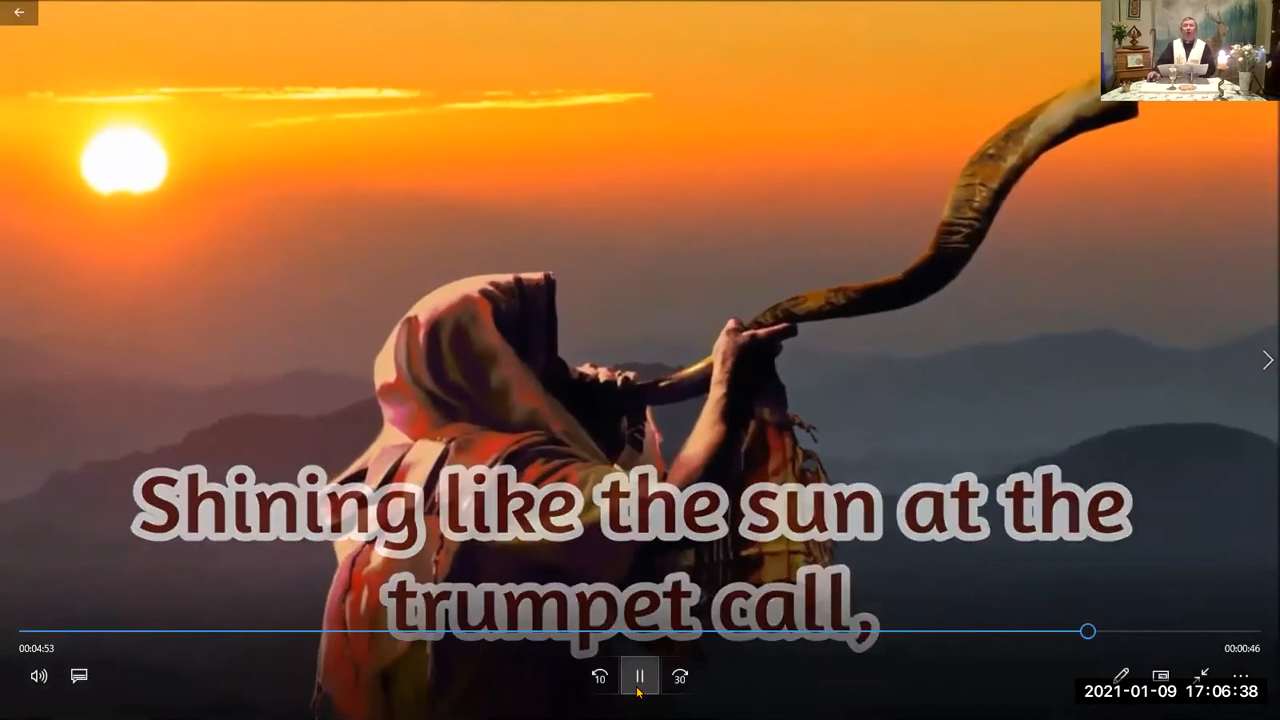 Shining like the sun at the
trumpet call,
00:04:53
00:00:46
10
30
2021-01-09 17:06:38